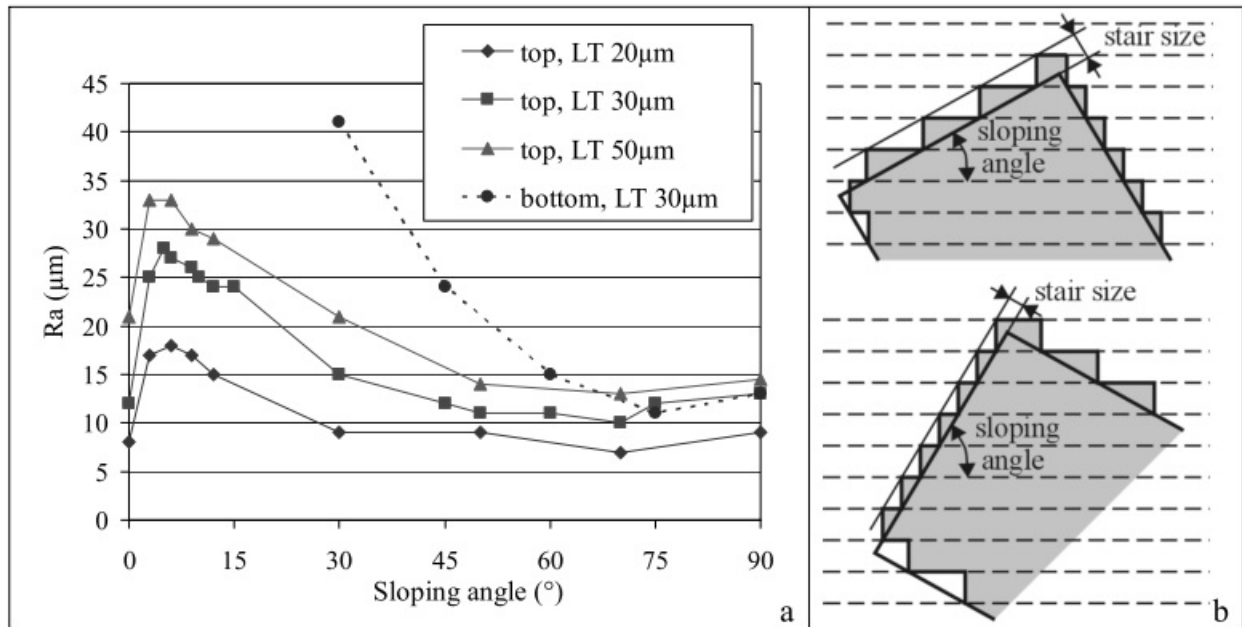 top, LT 20μm
top, LT 30μm
top, LT 50μm
bottom, LT 30μm
45
40
35
30
25
20
15
10
5
0
Ra (μm)
0 15 30 45 60 75 90
Sloping angle (°)
a
stair size
sloping
angle
stair size
sloping
angle
b